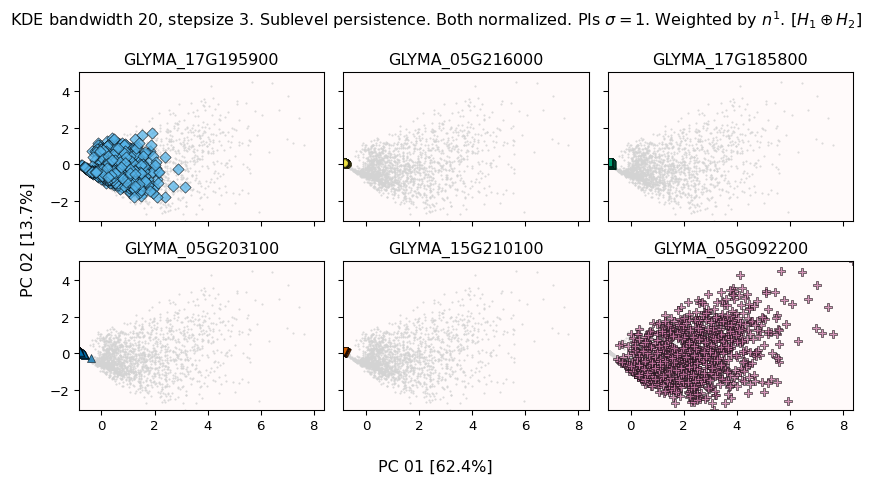 KDE bandwidth 20, stepsize 3. Sublevel persistence. Both normalized. PIs σ = 1. Weighted by n¹. [H₁ ⊕ H₂]
GLYMA_17G195900 GLYMA_05G216000 GLYMA_17G185800
4
2
0
−2
GLYMA_05G203100 GLYMA_15G210100 GLYMA_05G092200
4
2
0
−2
0 2 4 6 8 0 2 4 6 8 0 2 4 6 8
PC 02 [13.7%]
PC 01 [62.4%]